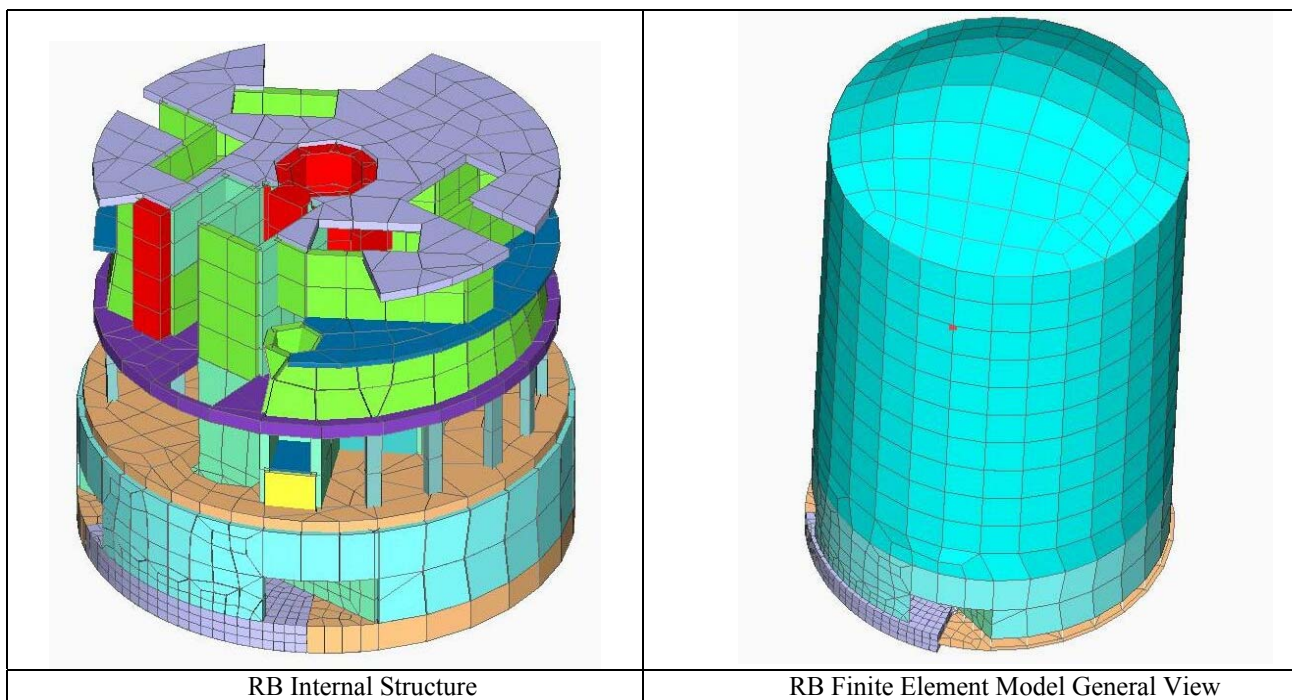 RB Internal Structure
RB Finite Element Model General View